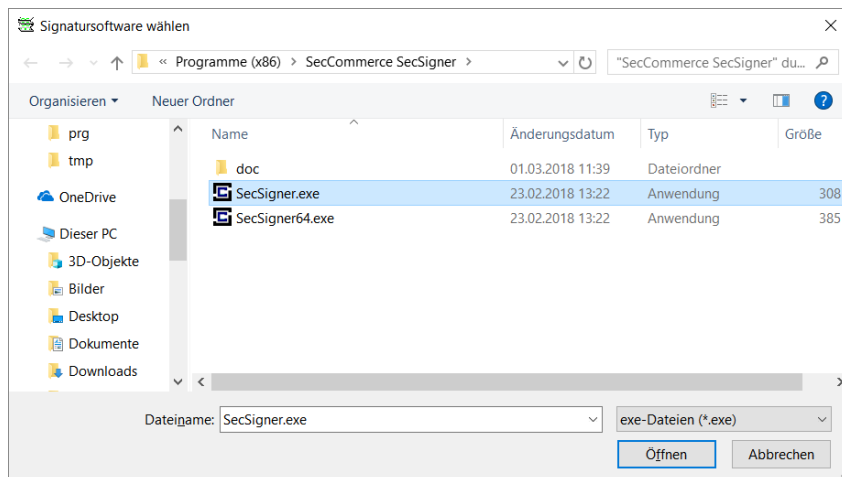 Signatursoftware wählen
« Programme (x86) > SecCommerce SecSigner > "SecCommerce SecSigner" du...
Organisieren Neuer Ordner
Name Änderungsdatum Typ Größe
prg
tmp
OneDrive
Dieser PC
3D-Objekte
Bilder
Desktop
Dokumente
Downloads
doc 01.03.2018 11:39 Dateiordner
SecSigner.exe 23.02.2018 13:22 Anwendung 308
SecSigner64.exe 23.02.2018 13:22 Anwendung 385
Dateiname: SecSigner.exe exe-Dateien (*.exe)
Öffnen Abbrechen